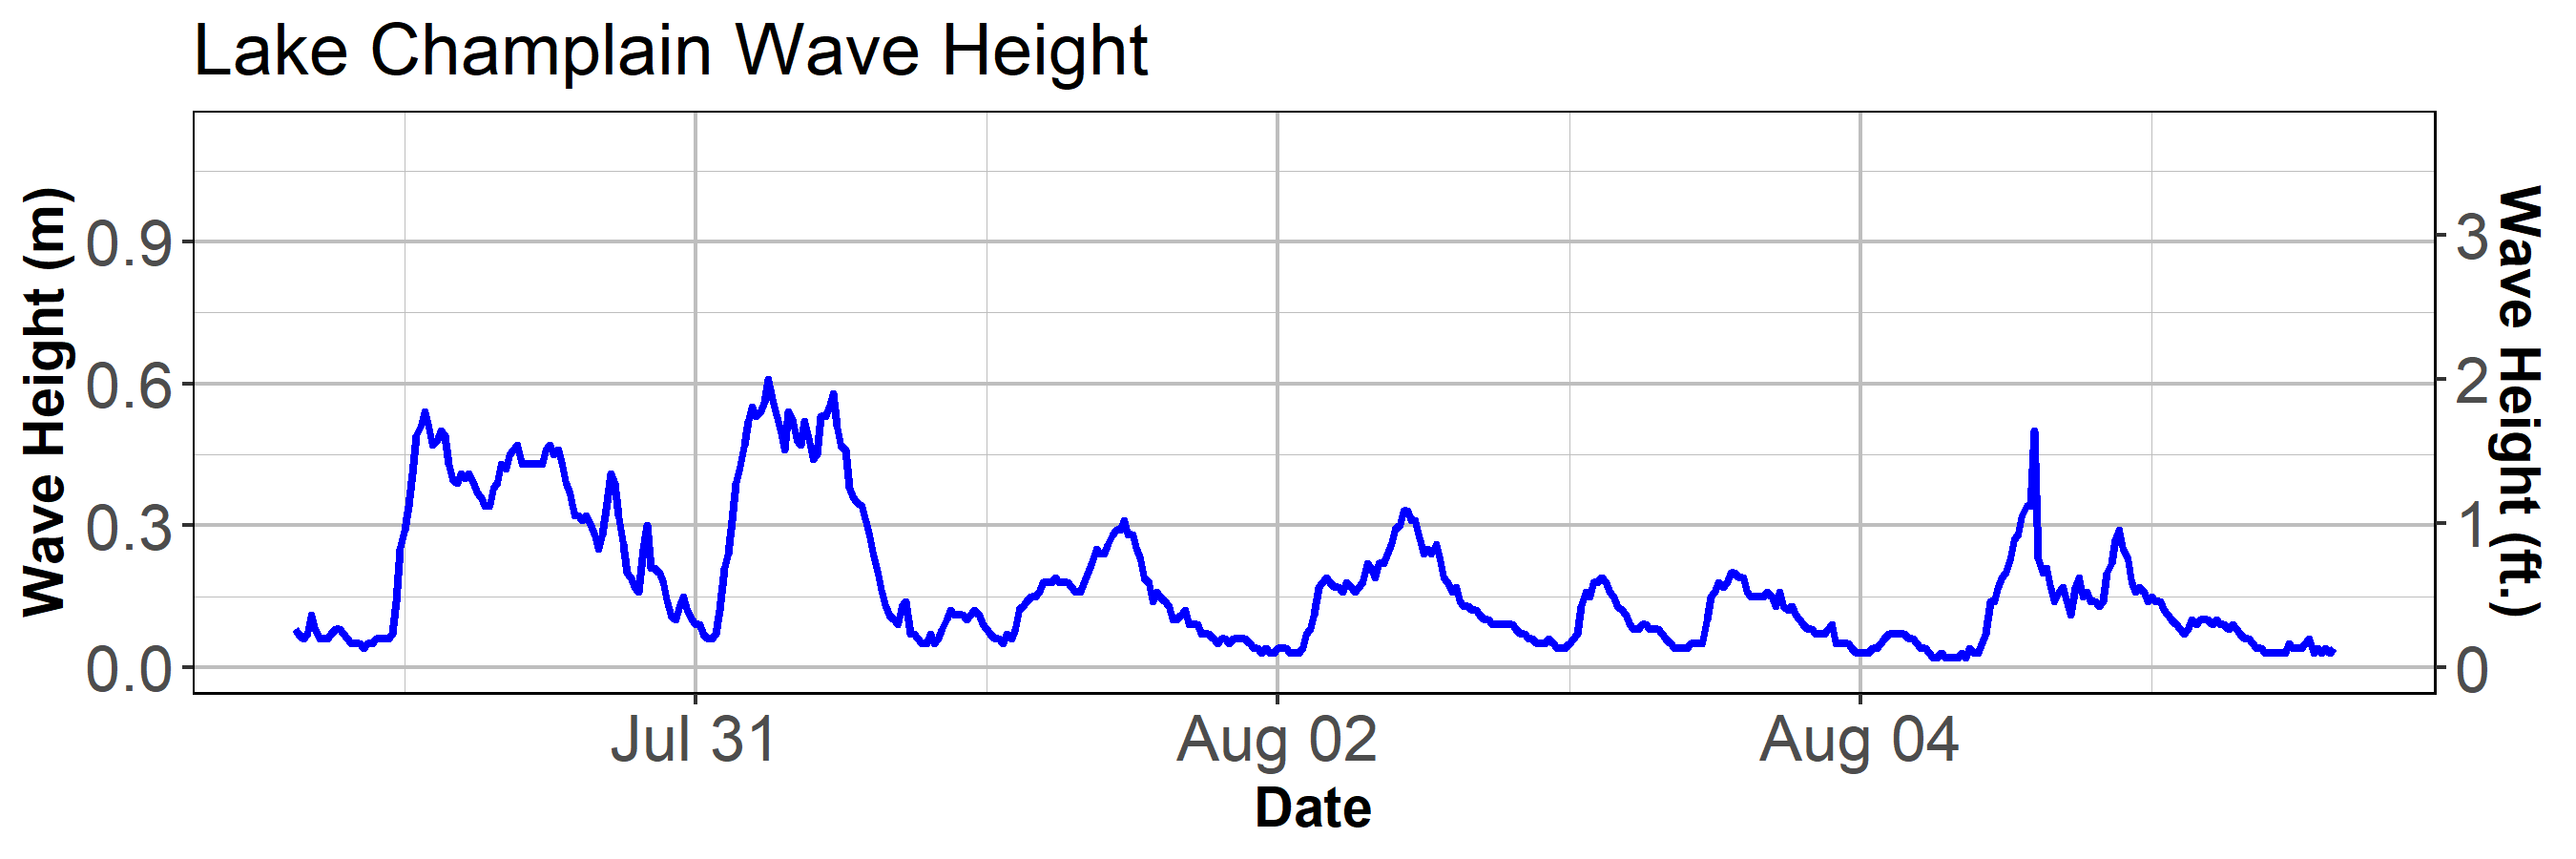 Lake Champlain Wave Height
Wave Height (m)
0.9
0.6
0.3
0.0
3
2
1
0
Wave Height (ft.)
Jul 31
Aug 02
Aug 04
Date